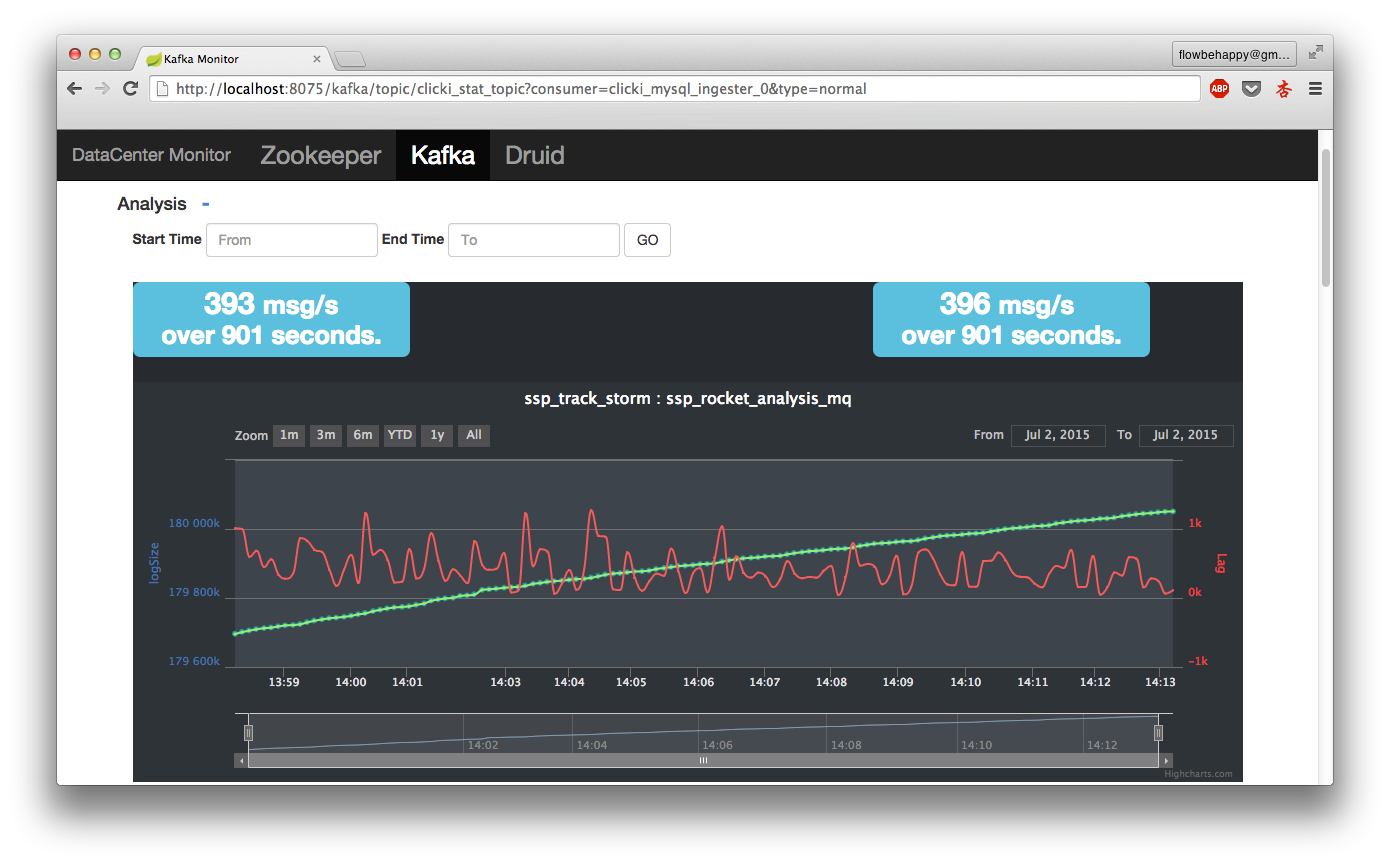 Kafka Monitor
flowbehappy@gm...
http://localhost:8075/kafka/topic/clicki_stat_topic?consumer=clicki_mysql_ingester_0&type=normal
ABP
杏
DataCenter Monitor Zookeeper Kafka Druid
Analysis -
Start Time From End Time To GO
393 msg/s
over 901 seconds.
396 msg/s
over 901 seconds.
ssp_track_storm : ssp_rocket_analysis_mq
Zoom 1m 3m 6m YTD 1y All From Jul 2, 2015 To Jul 2, 2015
logSize
180 000k
179 800k
179 600k
1k
0k
-1k
Lag
13:59 14:00 14:01 14:03 14:04 14:05 14:06 14:07 14:08 14:09 14:10 14:11 14:12 14:13
14:02 14:04 14:06 14:08 14:10 14:12
Highcharts.com